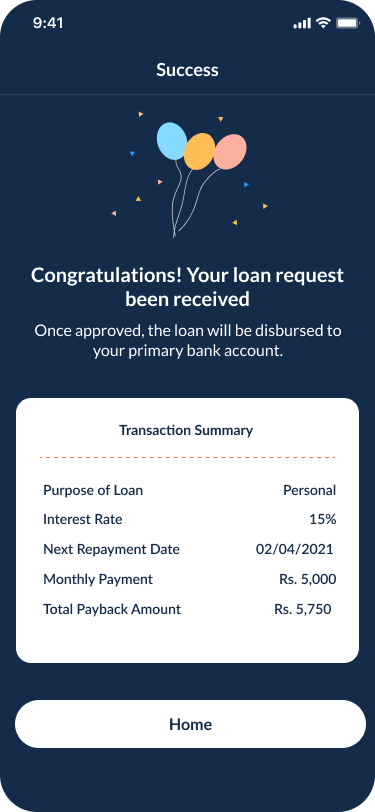 9:41
Success
Congratulations! Your loan request
been received
Once approved, the loan will be disbursed to
your primary bank account.
Transaction Summary
Purpose of Loan Personal
Interest Rate 15%
Next Repayment Date 02/04/2021
Monthly Payment Rs. 5,000
Total Payback Amount Rs. 5,750
Home